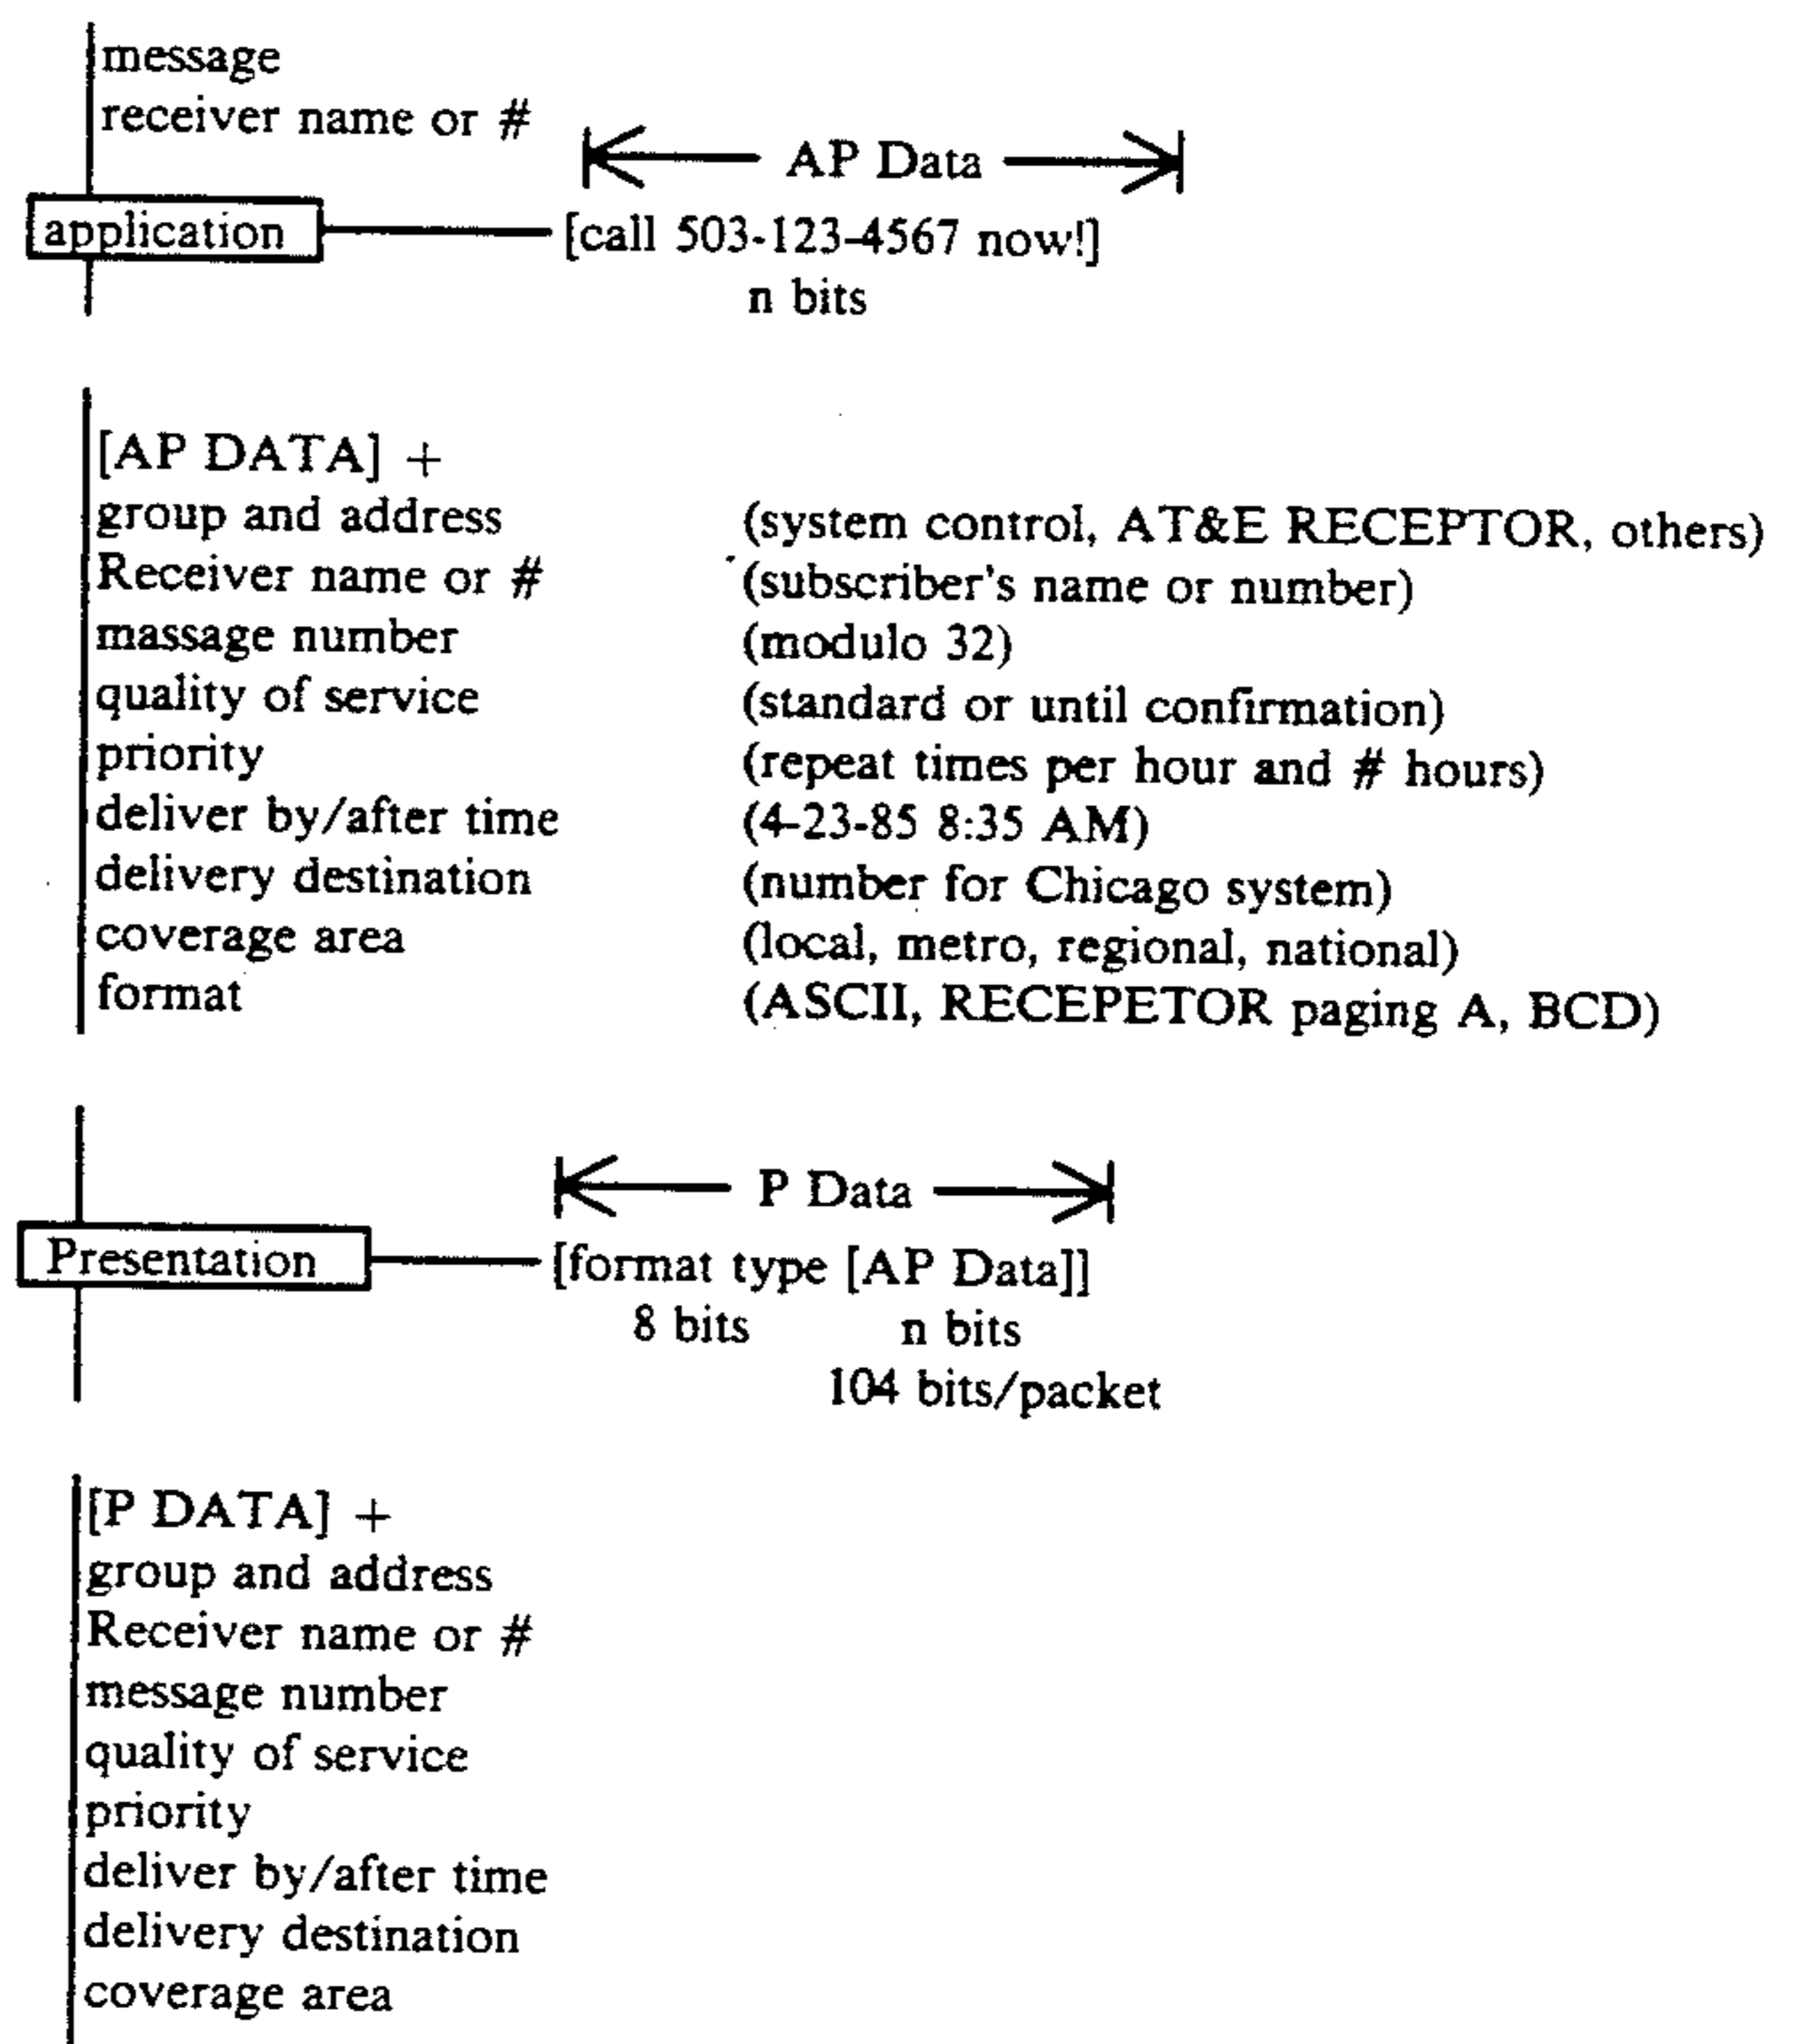 message
receiver name or #
AP Data
application
[call 503-123-4567 now!]
n bits
[AP DATA] +
group and address (system control, AT&E RECEPTOR, others)
Receiver name or # (subscriber's name or number)
massage number (modulo 32)
quality of service (standard or until confirmation)
priority (repeat times per hour and # hours)
deliver by/after time (4-23-85 8:35 AM)
delivery destination (number for Chicago system)
coverage area (local, metro, regional, national)
format (ASCII, RECEPETOR paging A, BCD)
P Data
Presentation
[format type [AP Data]]
8 bits n bits
104 bits/packet
[P DATA] +
group and address
Receiver name or #
message number
quality of service
priority
deliver by/after time
delivery destination
coverage area